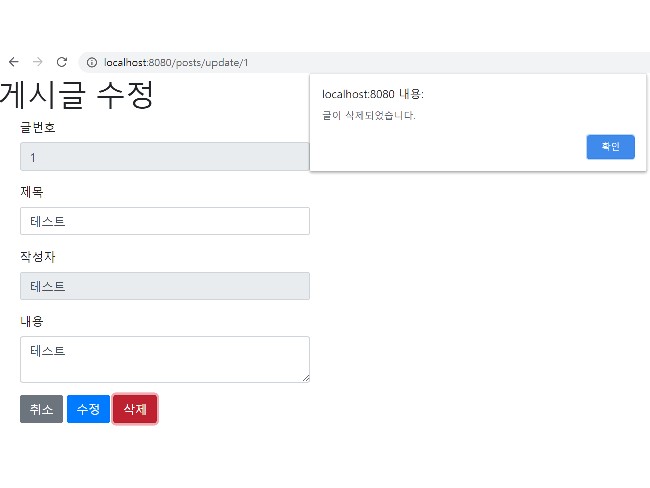 localhost:8080/posts/update/1
게시글 수정
localhost:8080 내용:
글이 삭제되었습니다.
확인
글번호
1
제목
테스트
작성자
테스트
내용
테스트
취소 수정 삭제